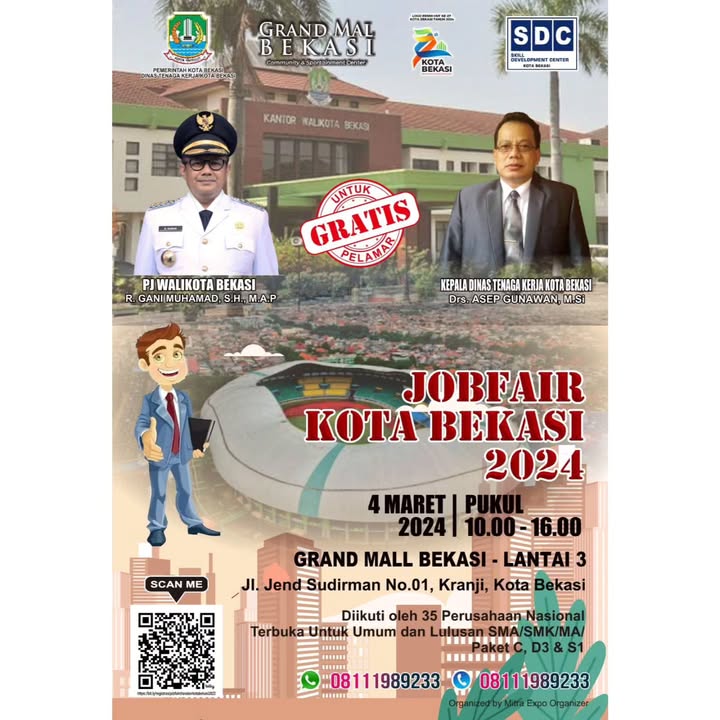 PEMERINTAH KOTA BEKASI
DINAS TENAGA KERJA KOTA BEKASI
GRAND MAL
BEKASI
Community & Sportainment Center
KOTA
BEKASI
SDC
SKILL
DEVELOPMENT CENTER
KOTA BEKASI
KANTOR WALIKOTA BEKASI
UNTUK
GRATIS
PELAMAR
PJ WALIKOTA BEKASI
R. GANI MUHAMAD, S.H., M.A.P
KEPALA DINAS TENAGA KERJA KOTA BEKASI
Drs. ASEP GUNAWAN, M.Si
JOBFAIR
KOTA BEKASI
2024
4 MARET | PUKUL
2024 | 10.00 - 16.00
GRAND MALL BEKASI - LANTAI 3
Jl. Jend Sudirman No.01, Kranji, Kota Bekasi
SCAN ME
Diikuti oleh 35 Perusahaan Nasional
Terbuka Untuk Umum dan Lulusan SMA/SMK/MA/
Paket C, D3 & S1
08111989233 08111989233
Organized by Mitra Expo Organizer